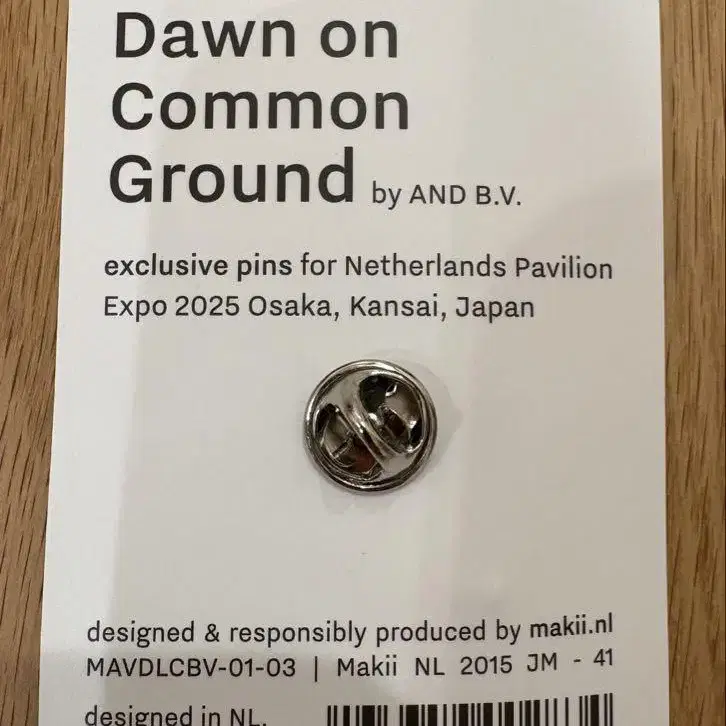 Dawn on
Common
Ground by AND B.V.
exclusive pins for Netherlands Pavilion
Expo 2025 Osaka, Kansai, Japan
designed & responsibly produced by makii.nl
MAVDLCBV-01-03 | Makii NL 2015 JM - 41
designed in NL.